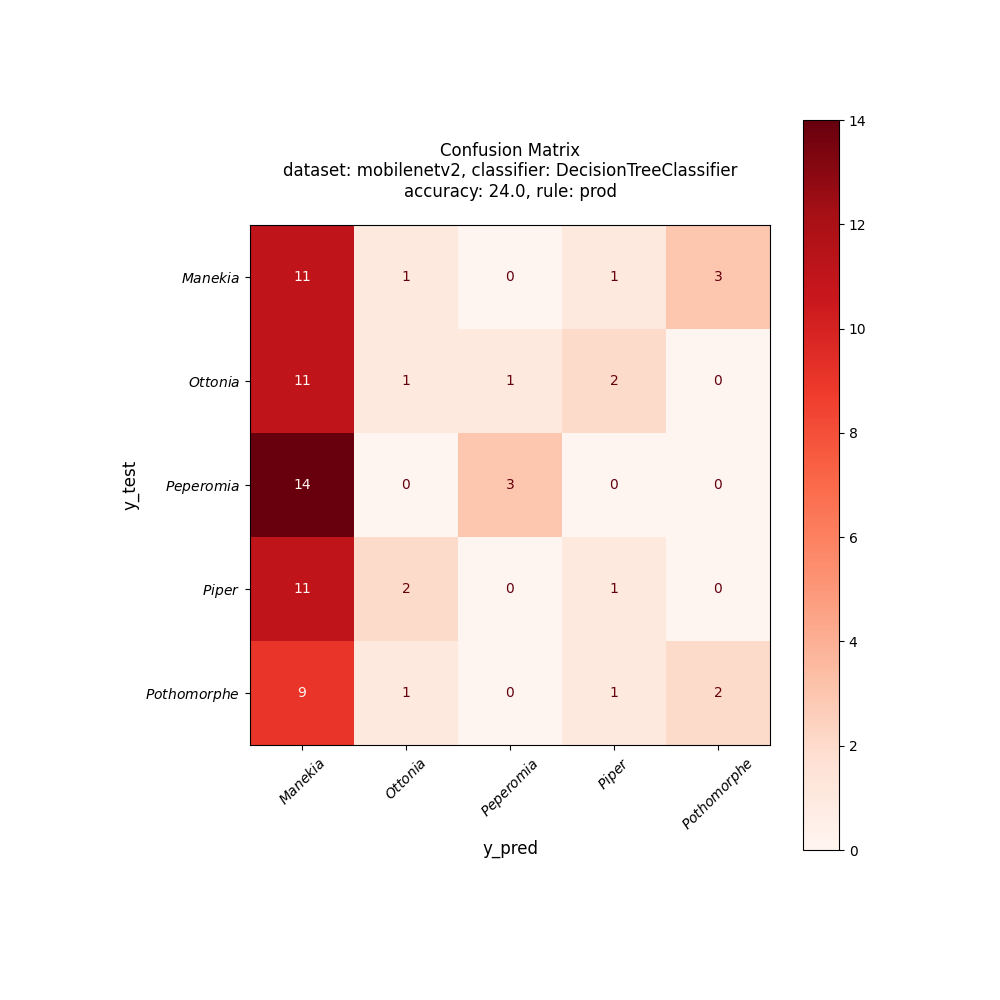 Confusion Matrix
dataset: mobilenetv2, classifier: DecisionTreeClassifier
accuracy: 24.0, rule: prod
y_test
Manekia 11 1 0 1 3
Ottonia 11 1 1 2 0
Peperomia 14 0 3 0 0
Piper 11 2 0 1 0
Pothomorphe 9 1 0 1 2
Manekia Ottonia Peperomia Piper Pothomorphe
y_pred
14
12
10
8
6
4
2
0